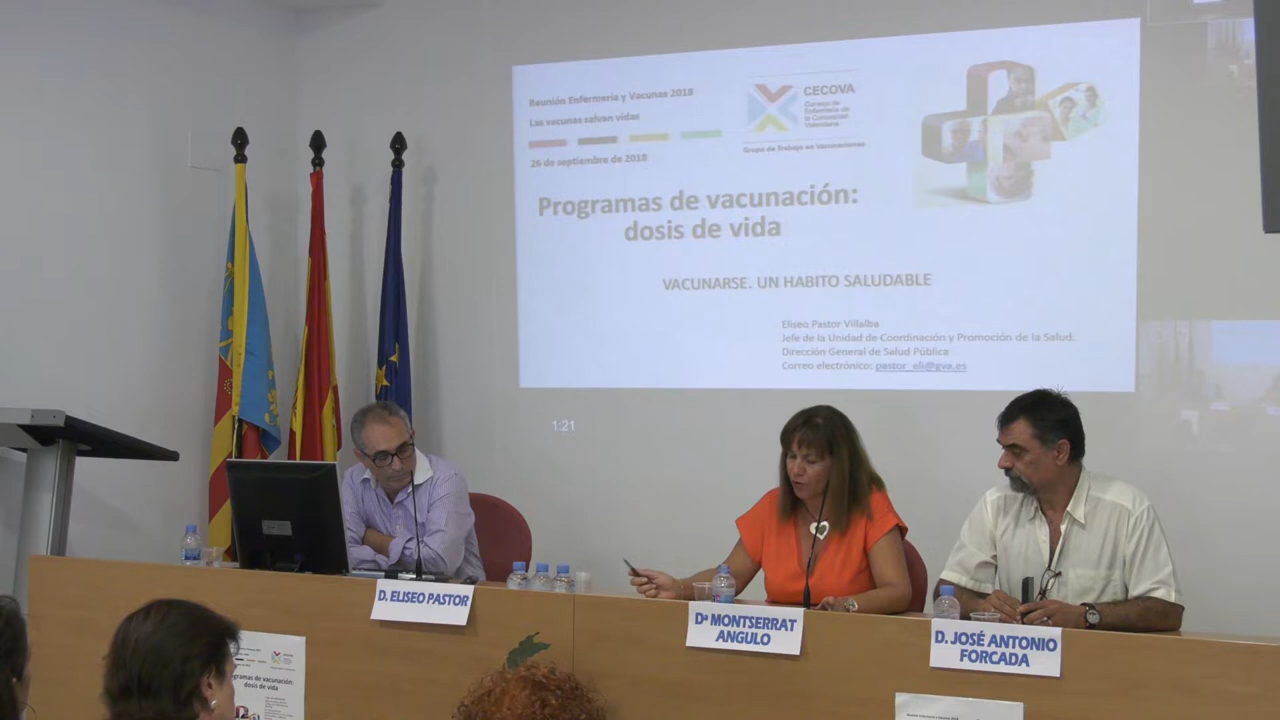 Reunión Enfermería y Vacunas 2018
Las vacunas salvan vidas
26 de septiembre de 2018
CECOVA
Consejo de
Enfermería de
la Comunidad
Valenciana
Grupo de Trabajo en Vacunaciones
Programas de vacunación:
dosis de vida
VACUNARSE. UN HABITO SALUDABLE
Eliseo Pastor Villalba
Jefe de la Unidad de Coordinación y Promoción de la Salud.
Dirección General de Salud Pública
Correo electrónico: pastor_eli@gva.es
1:21
D. ELISEO PASTOR
Dª MONTSERRAT
ANGULO
D. JOSÉ ANTONIO
FORCADA
Programas de vacunación:
dosis de vida